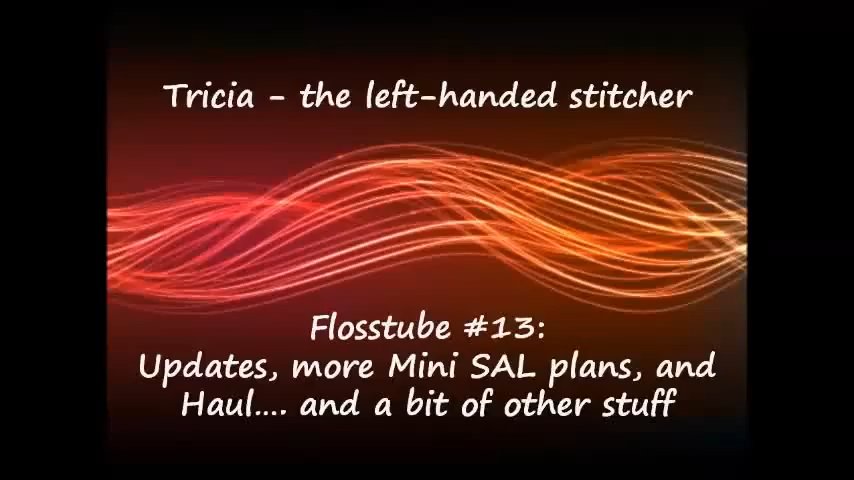 Tricia - the left-handed stitcher
Flosstube #13:
Updates, more Mini SAL plans, and
Haul.... and a bit of other stuff